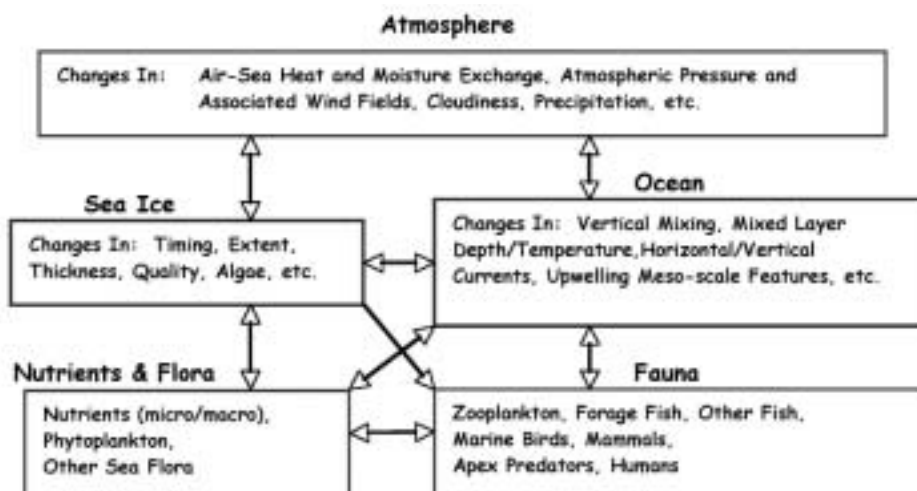 Atmosphere
Changes In: Air-Sea Heat and Moisture Exchange, Atmospheric Pressure and
Associated Wind Fields, Cloudiness, Precipitation, etc.
Sea Ice
Changes In: Timing, Extent,
Thickness, Quality, Algae, etc.
Ocean
Changes In: Vertical Mixing, Mixed Layer
Depth/Temperature,Horizontal/Vertical
Currents, Upwelling Meso-scale Features, etc.
Nutrients & Flora
Nutrients (micro/macro),
Phytoplankton,
Other Sea Flora
Fauna
Zooplankton, Forage Fish, Other Fish,
Marine Birds, Mammals,
Apex Predators, Humans